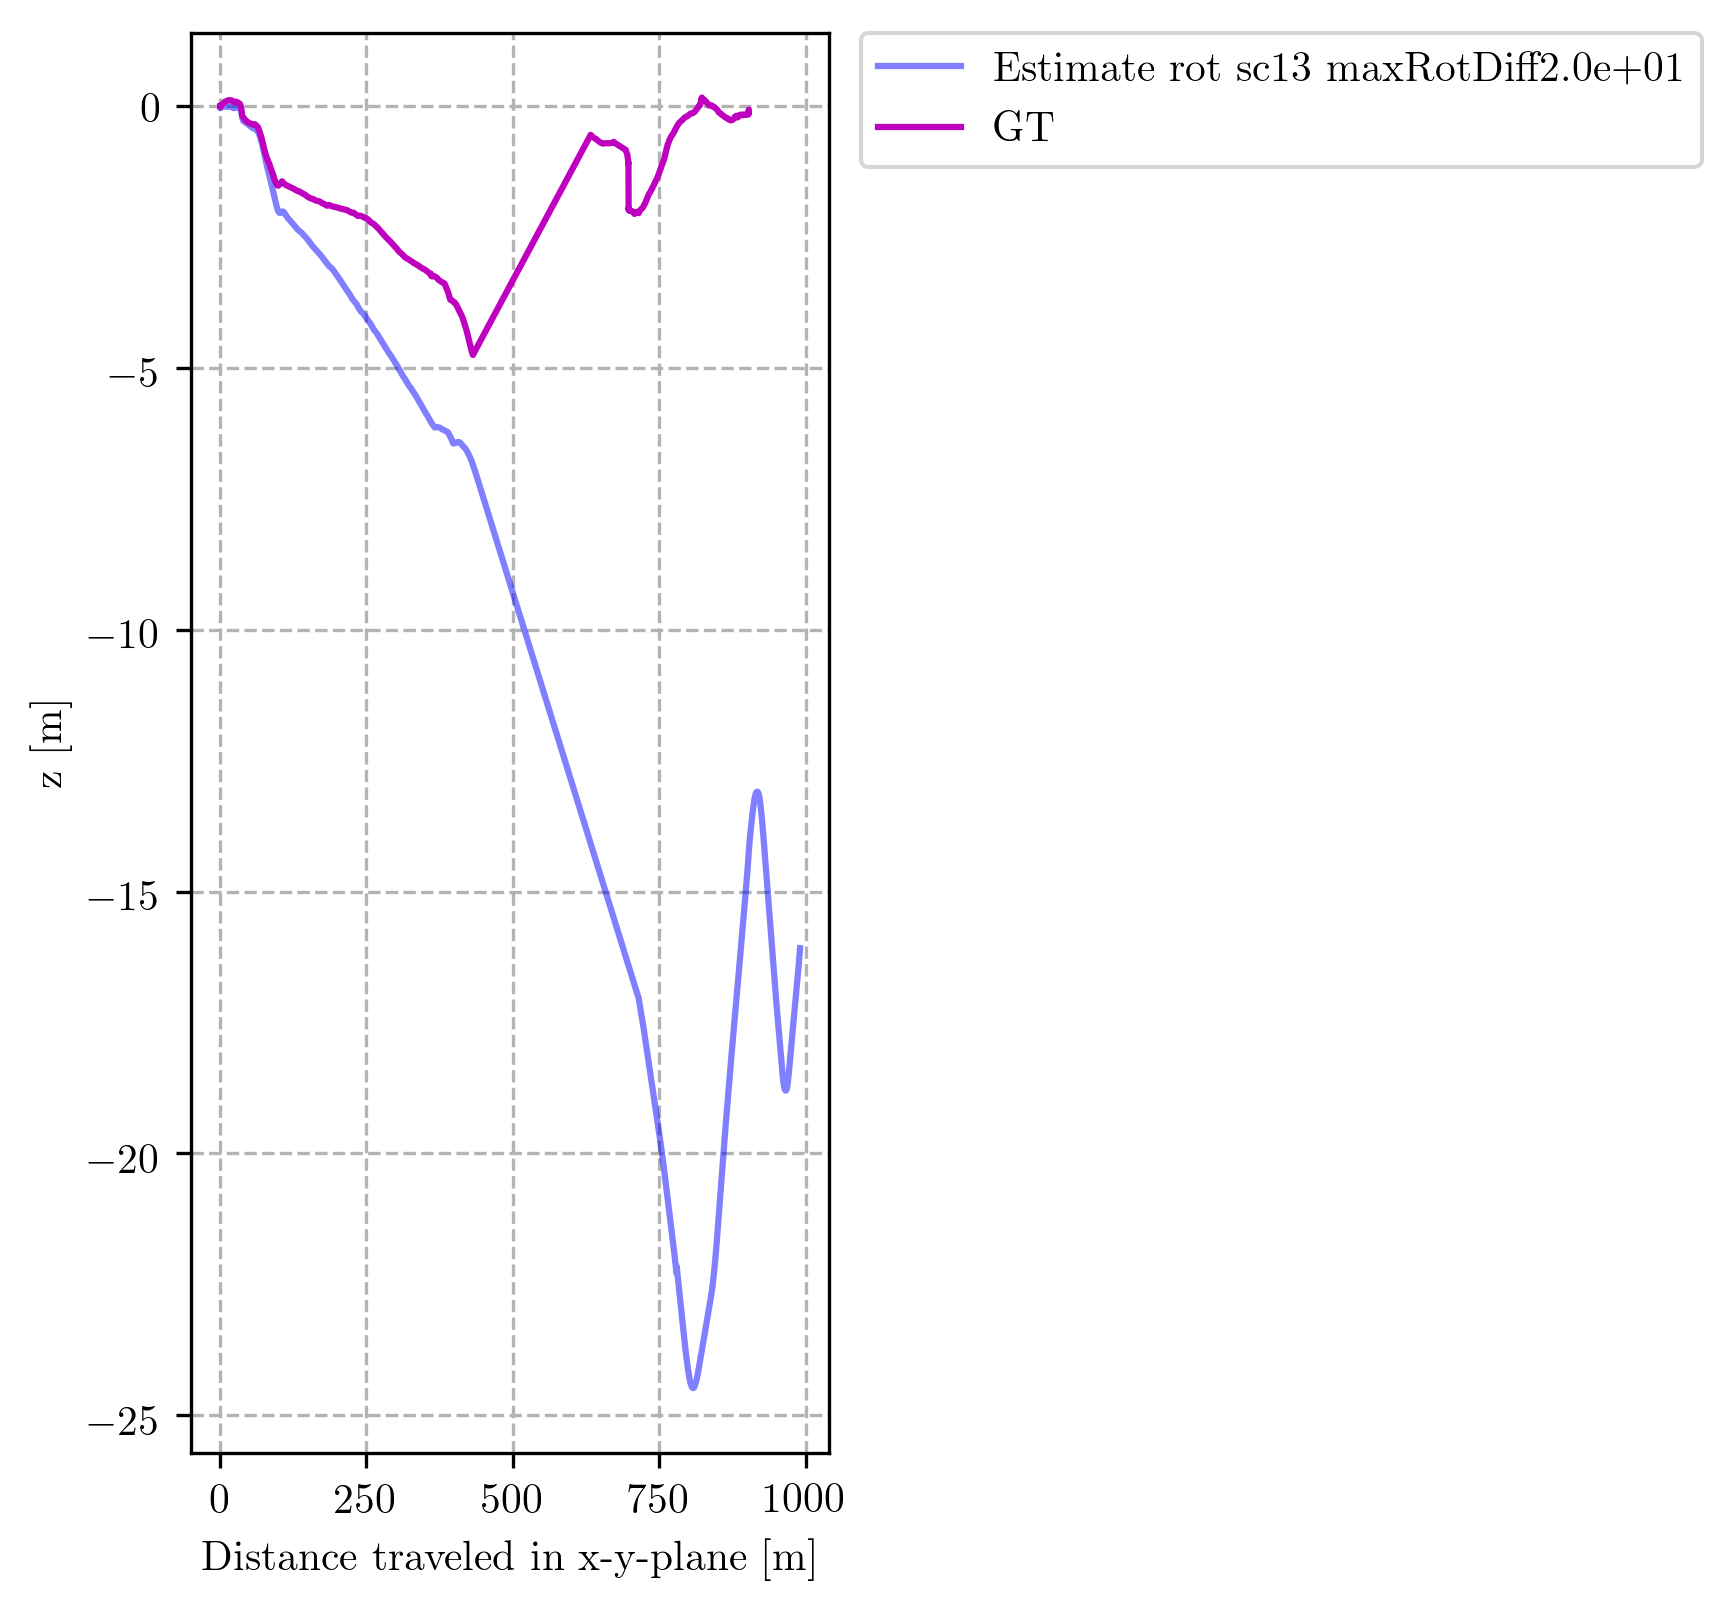 Estimate rot sc13 maxRotDiff2.0e+01
GT
0
−5
−10
−15
−20
−25
z [m]
0 250 500 750 1000
Distance traveled in x-y-plane [m]